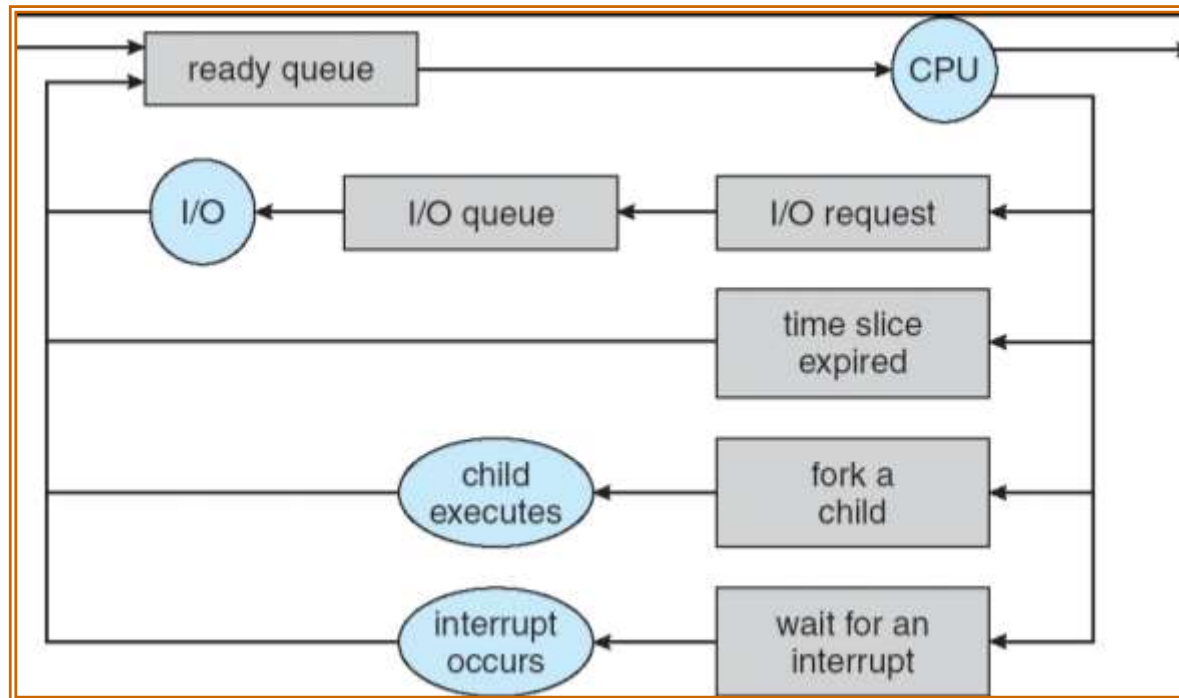 ready queue
CPU
I/O
I/O queue
I/O request
time slice
expired
child
executes
fork a
child
interrupt
occurs
wait for an
interrupt